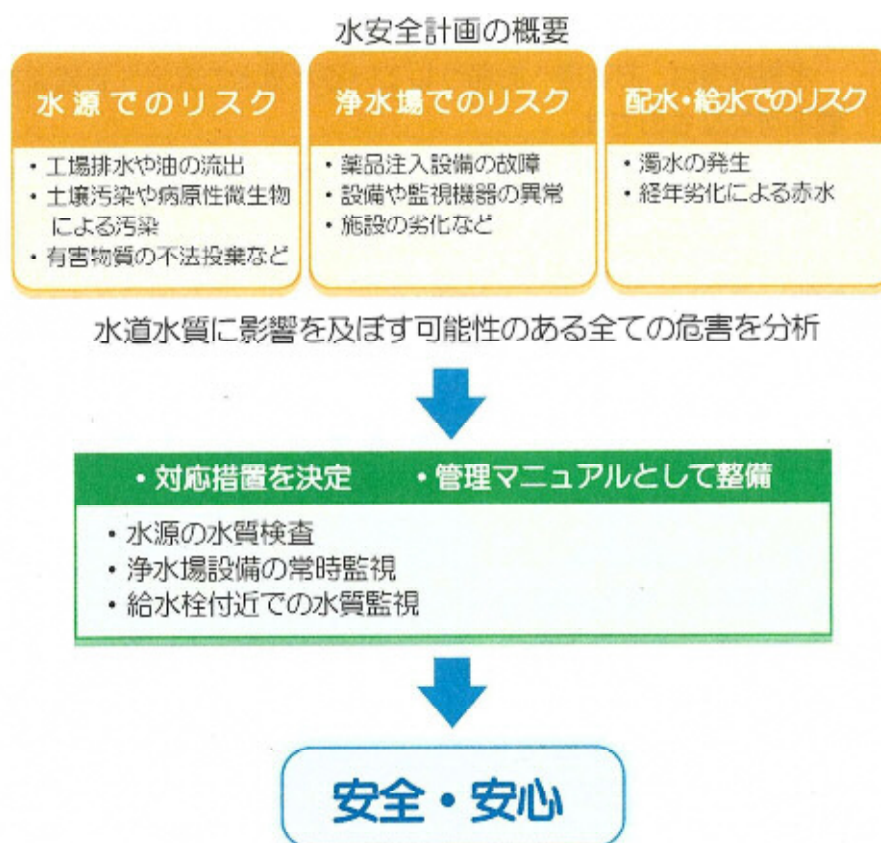 水安全計画の概要
水源でのリスク
・工場排水や油の流出
・土壌汚染や病原性微生物
による汚染
・有害物質の不法投棄など
浄水場でのリスク
・薬品注入設備の故障
・設備や監視機器の異常
・施設の劣化など
配水・給水でのリスク
・濁水の発生
・経年劣化による赤水
水道水質に影響を及ぼす可能性のある全ての危害を分析
・対応措置を決定 ・管理マニュアルとして整備
・水源の水質検査
・浄水場設備の常時監視
・給水栓付近での水質監視
安全・安心